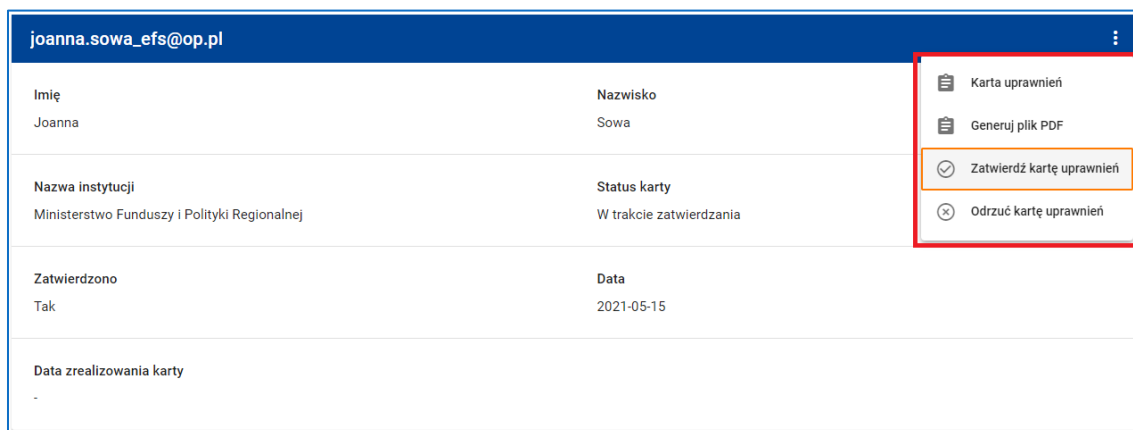 joanna.sowa_efs@op.pl
Imię
Joanna
Nazwisko
Sowa
Karta uprawnień
Generuj plik PDF
Zatwierdź kartę uprawnień
Odrzuć kartę uprawnień
Nazwa instytucji
Ministerstwo Funduszy i Polityki Regionalnej
Status karty
W trakcie zatwierdzania
Zatwierdzono
Tak
Data
2021-05-15
Data zrealizowania karty
-